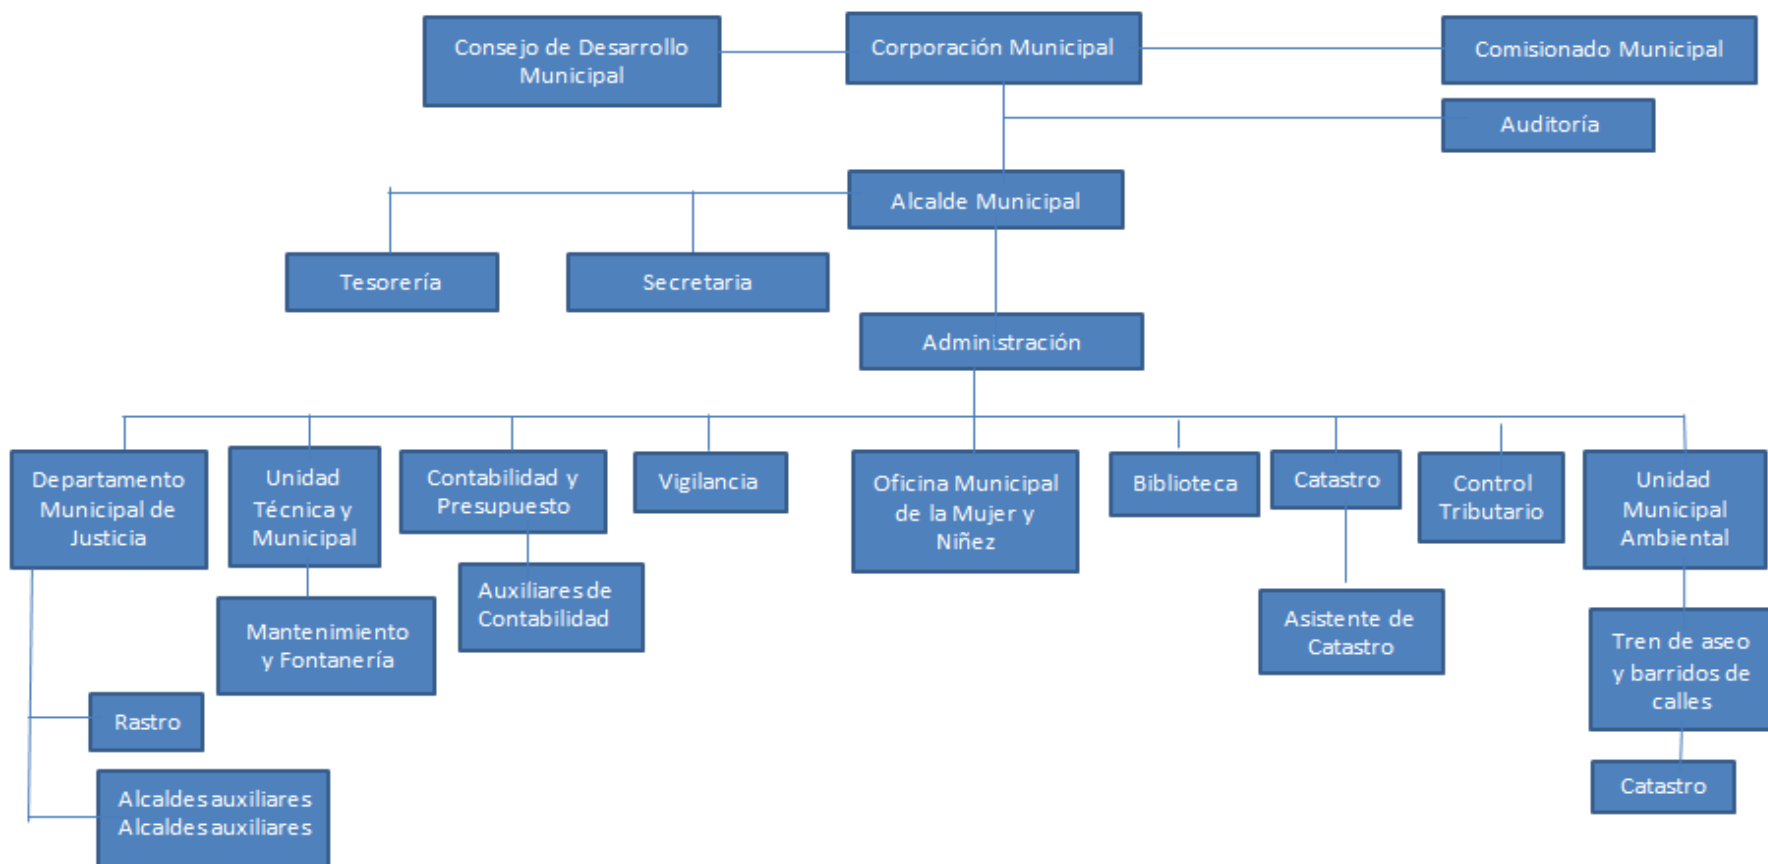 Consejo de Desarrollo
Municipal
Corporación Municipal
Comisionado Municipal
Auditoría
Alcalde Municipal
Tesorería
Secretaria
Administración
Departamento
Municipal de
Justicia
Unidad
Técnica y
Municipal
Contabilidad y
Presupuesto
Vigilancia
Oficina Municipal
de la Mujer y
Niñez
Biblioteca
Catastro
Control
Tributario
Unidad
Municipal
Ambiental
Mantenimiento
y Fontanería
Auxiliares de
Contabilidad
Asistente de
Catastro
Tren de aseo
y barridos de
calles
Rastro
Alcaldes auxiliares
Alcaldes auxiliares
Catastro